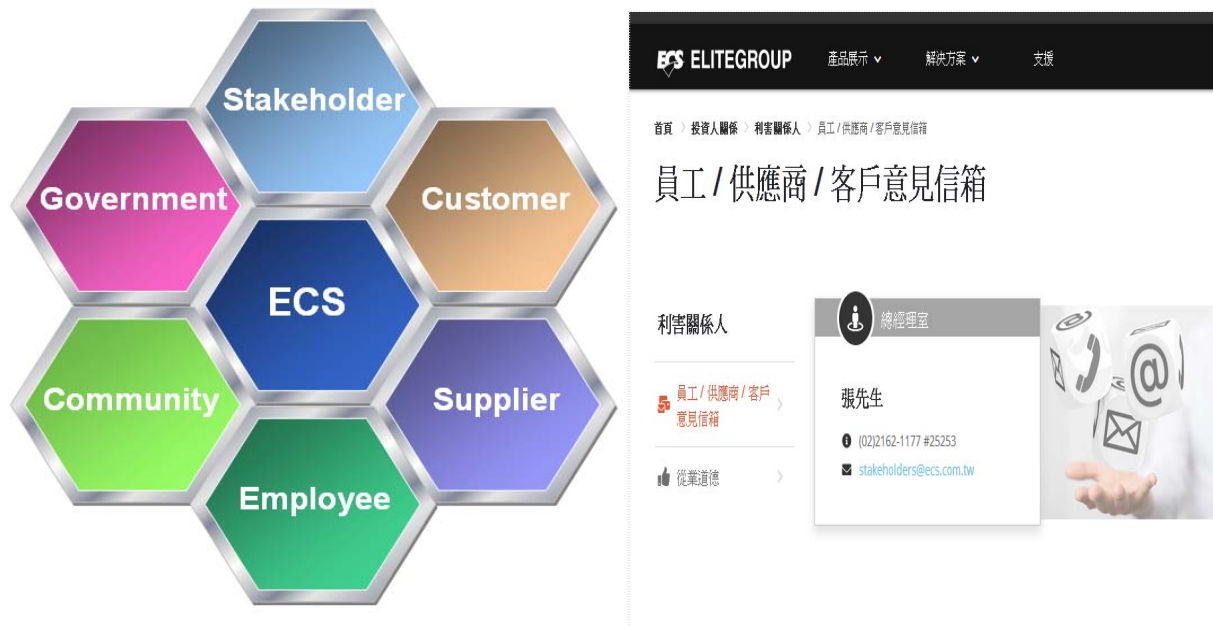 Stakeholder
Government
Customer
ECS
Community
Supplier
Employee
ECS ELITEGROUP 產品展示 解決方案 支援
首頁 > 投資人關係 > 利害關係人 > 員工 / 供應商 / 客戶意見信箱
員工 / 供應商 / 客戶意見信箱
利害關係人
員工 / 供應商 / 客戶
意見信箱
從業道德
總經理室
張先生
(02)2162-1177 #25253
stakeholders@ecs.com.tw
@